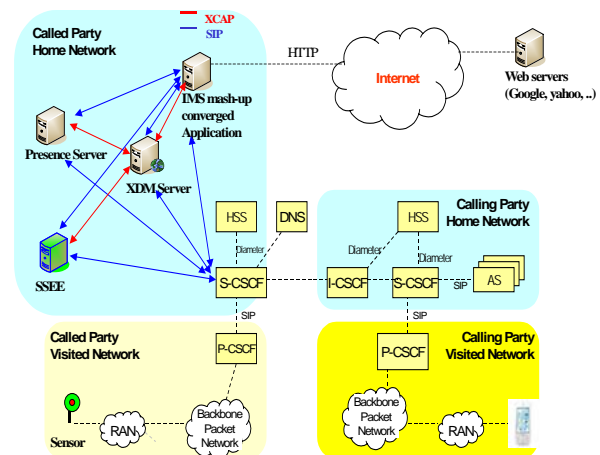 Called Party
Home Network
XCAP
SIP
HTTP
Internet
Web servers
(Google, yahoo, ..)
IMS mash-up
converged
Application
Presence Server
XDM Server
SSEE
HSS
DNS
Diameter
S-CSCF
Calling Party
Home Network
HSS
Diameter
Diameter
I-CSCF
S-CSCF
SIP
AS
SIP
SIP
Called Party
Visited Network
P-CSCF
Sensor
RAN
Backbone
Packet
Network
Calling Party
Visited Network
P-CSCF
Backbone
Packet
Network
RAN